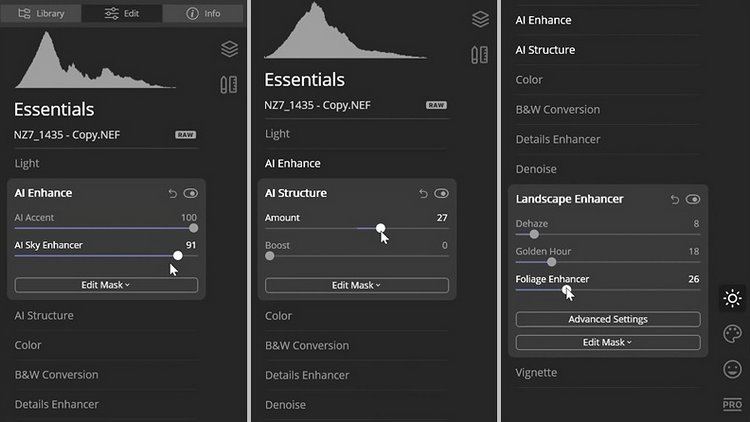 Library
Edit
Info
Essentials
NZ7_1435 - Copy.NEF
RAW
Light
AI Enhance
AI Accent
100
AI Sky Enhancer
91
Edit Mask
AI Structure
Color
B&W Conversion
Details Enhancer
Essentials
NZ7_1435 - Copy.NEF
RAW
Light
AI Enhance
AI Structure
Amount
27
Boost
0
Edit Mask
Color
B&W Conversion
Details Enhancer
Denoise
AI Enhance
AI Structure
Color
B&W Conversion
Details Enhancer
Denoise
Landscape Enhancer
Dehaze
8
Golden Hour
18
Foliage Enhancer
26
Advanced Settings
Edit Mask
Vignette
PRO